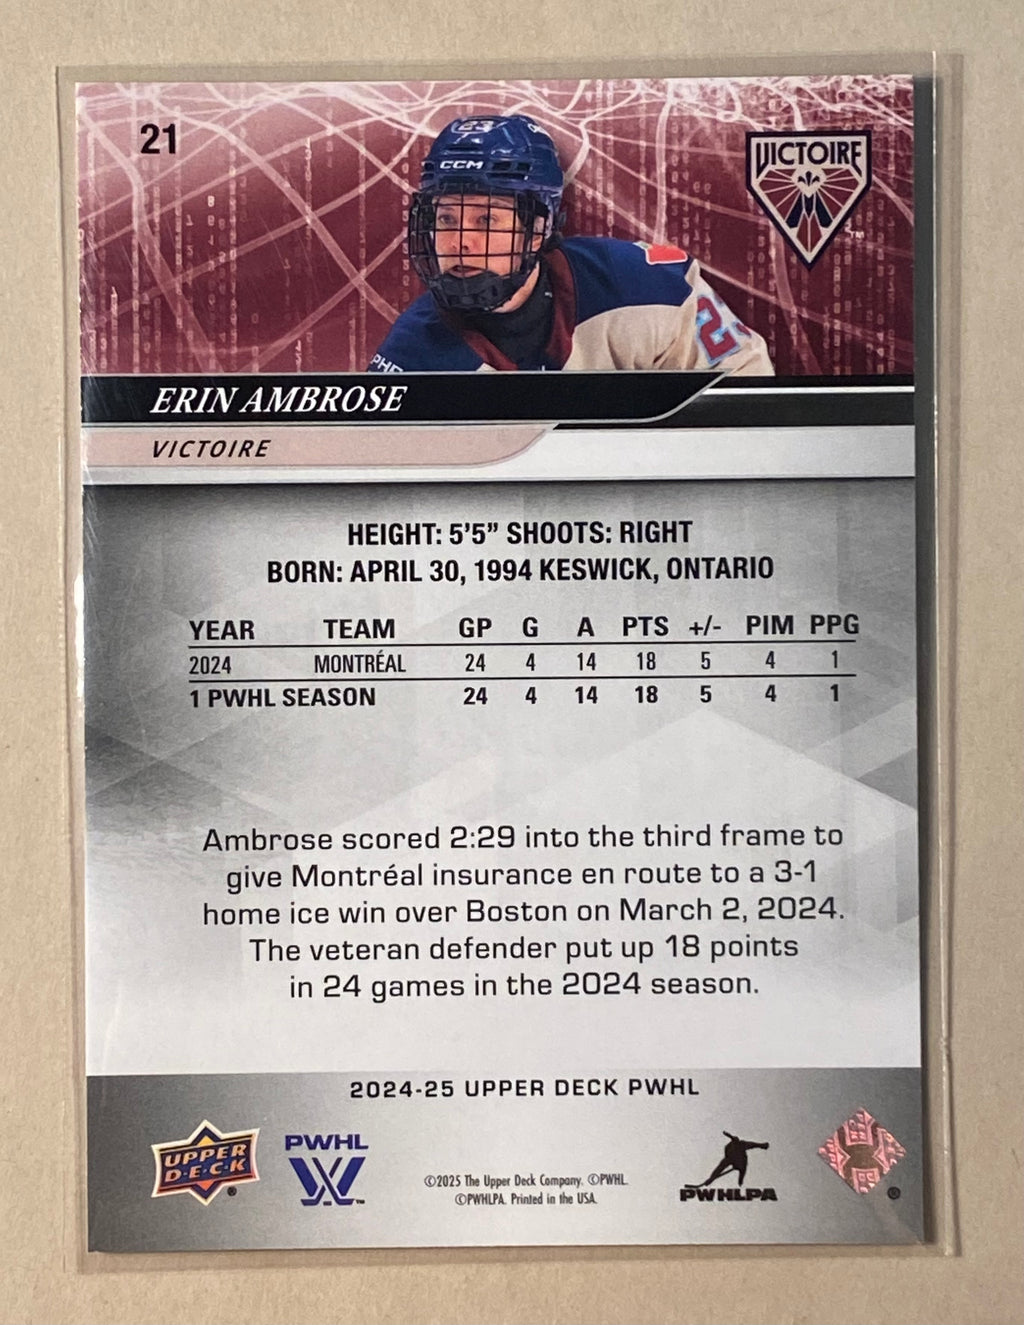 21
23
CCM
VICTOIRE
TM
23
ERIN AMBROSE
VICTOIRE
HEIGHT: 5'5" SHOOTS: RIGHT
BORN: APRIL 30, 1994 KESWICK, ONTARIO
YEAR TEAM GP G A PTS +/- PIM PPG
2024 MONTRÉAL 24 4 14 18 5 4 1
1 PWHL SEASON 24 4 14 18 5 4 1
Ambrose scored 2:29 into the third frame to
give Montréal insurance en route to a 3-1
home ice win over Boston on March 2, 2024.
The veteran defender put up 18 points
in 24 games in the 2024 season.
2024-25 UPPER DECK PWHL
UPPER
D·E·C·K
®
PWHL
TM
©2025 The Upper Deck Company. ©PWHL.
©PWHLPA. Printed in the USA.
PWHLPA
®